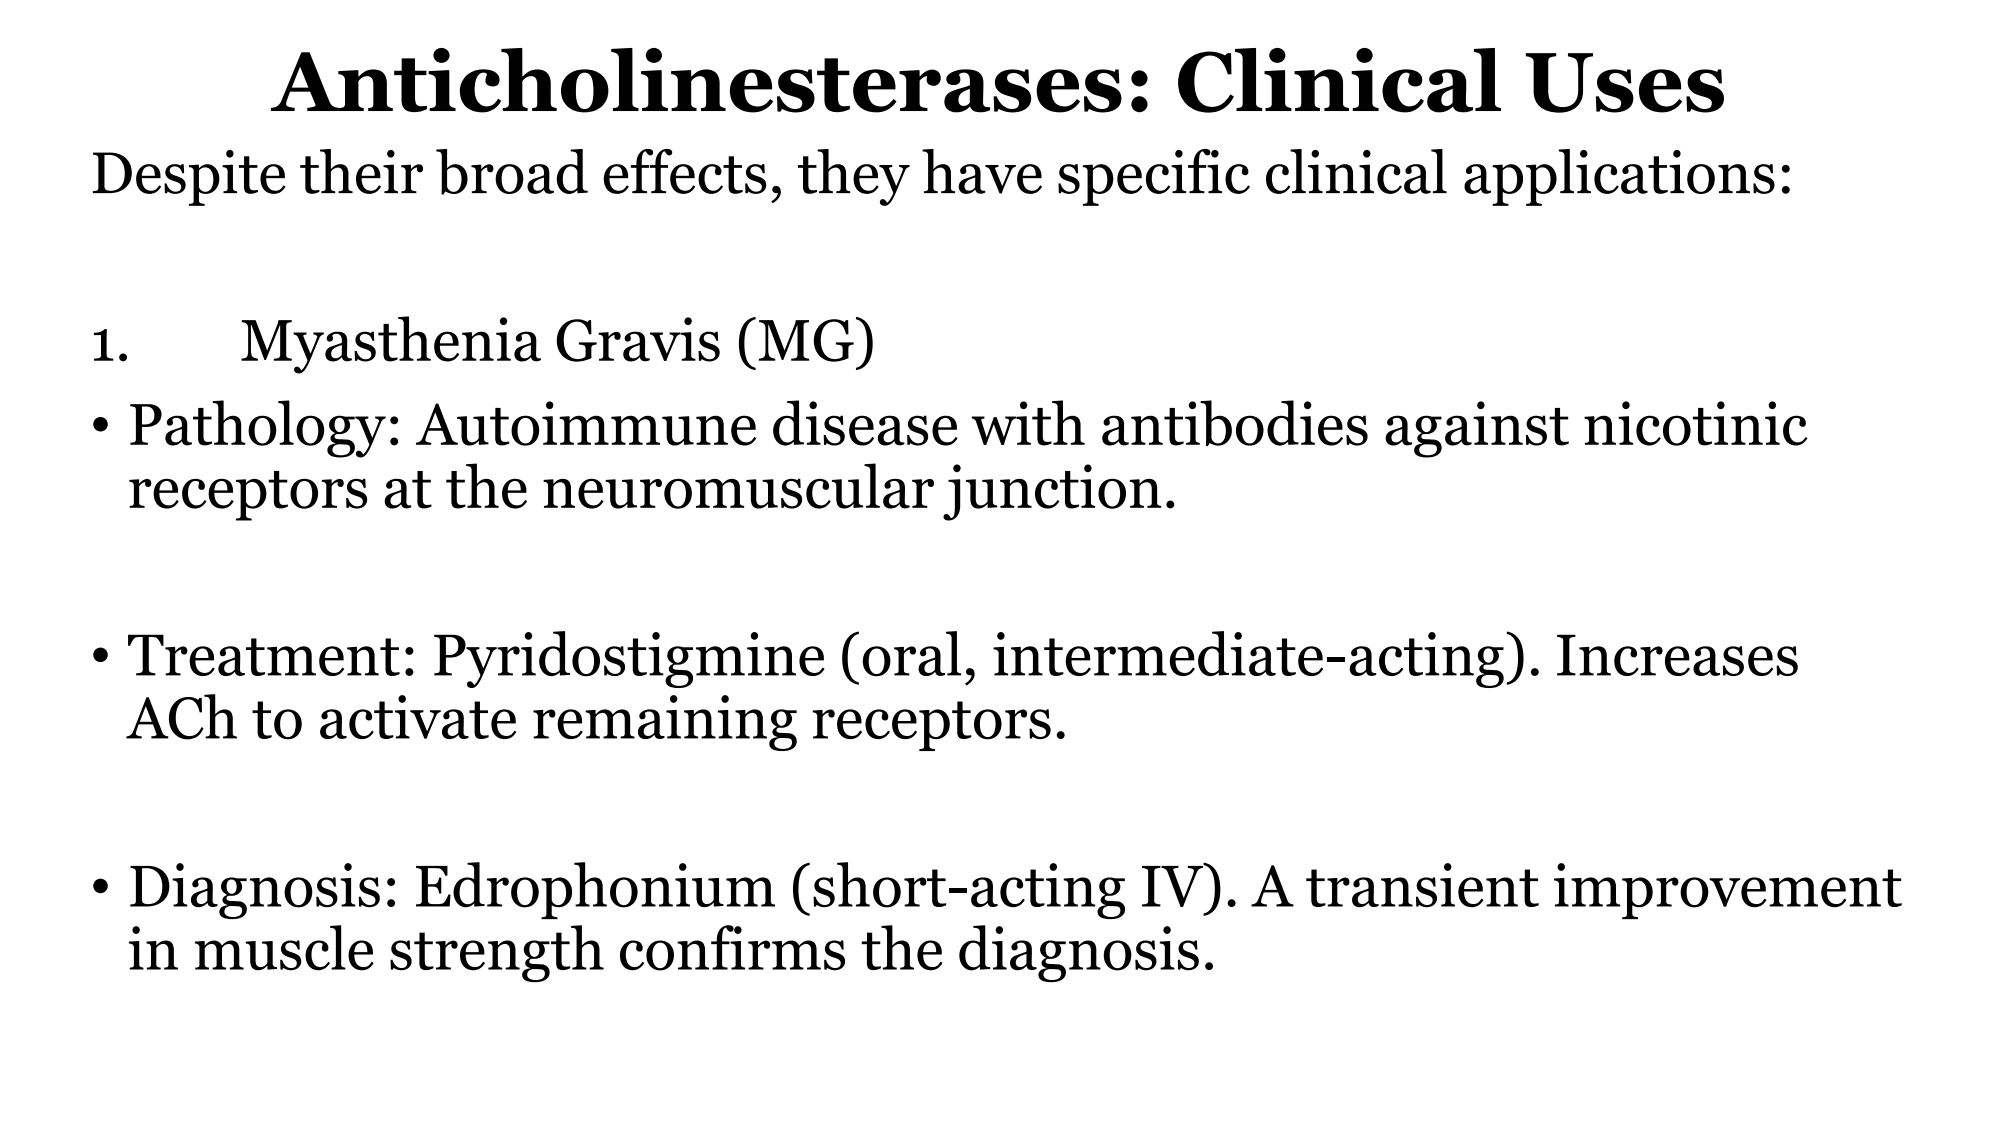 Anticholinesterases: Clinical Uses
Despite their broad effects, they have specific clinical applications:
1. Myasthenia Gravis (MG)
• Pathology: Autoimmune disease with antibodies against nicotinic
receptors at the neuromuscular junction.
• Treatment: Pyridostigmine (oral, intermediate-acting). Increases
ACh to activate remaining receptors.
• Diagnosis: Edrophonium (short-acting IV). A transient improvement
in muscle strength confirms the diagnosis.